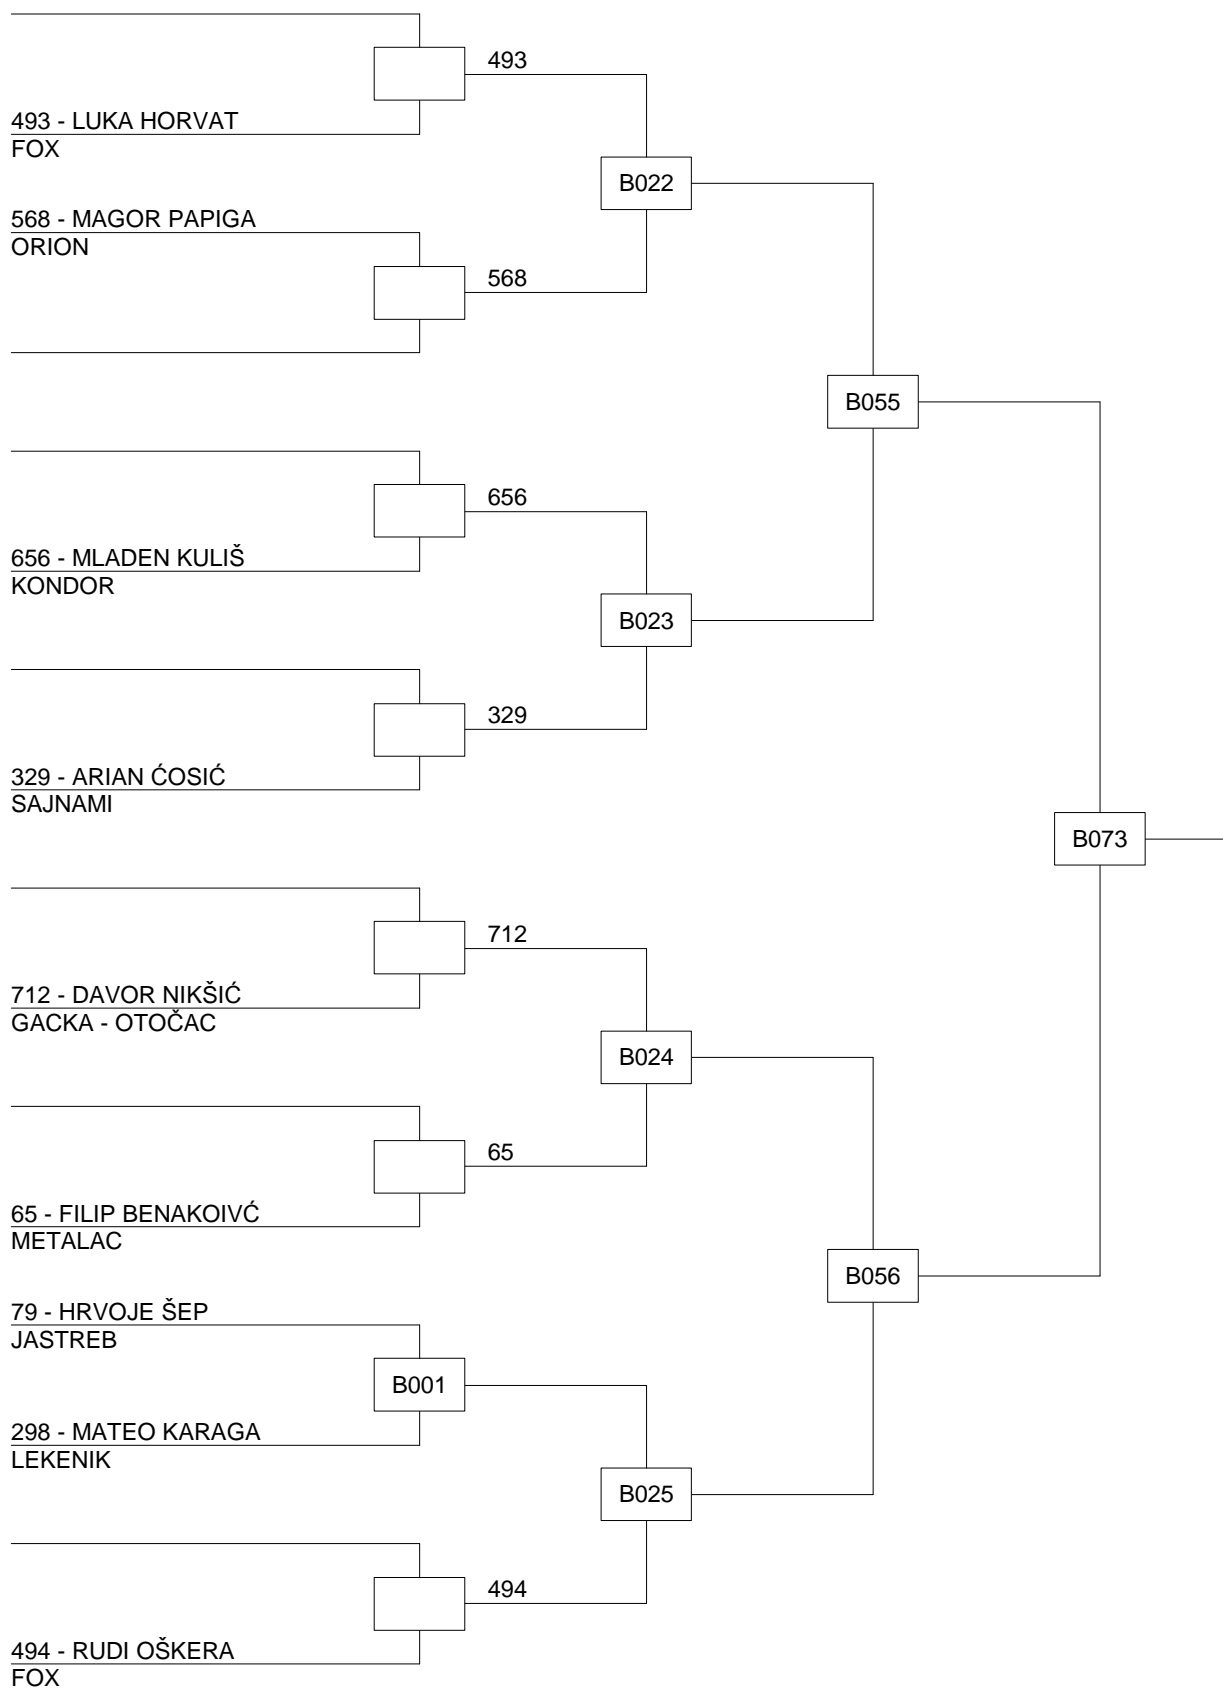 493
493 - LUKA HORVAT
FOX
B022
568 - MAGOR PAPIGA
ORION
568
B055
656
656 - MLADEN KULIŠ
KONDOR
B023
329
329 - ARIAN ĆOSIĆ
SAJNAMI
B073
712
712 - DAVOR NIKŠIĆ
GACKA - OTOČAC
B024
65
65 - FILIP BENAKOIVĆ
METALAC
B056
79 - HRVOJE ŠEP
JASTREB
B001
298 - MATEO KARAGA
LEKENIK
B025
494
494 - RUDI OŠKERA
FOX